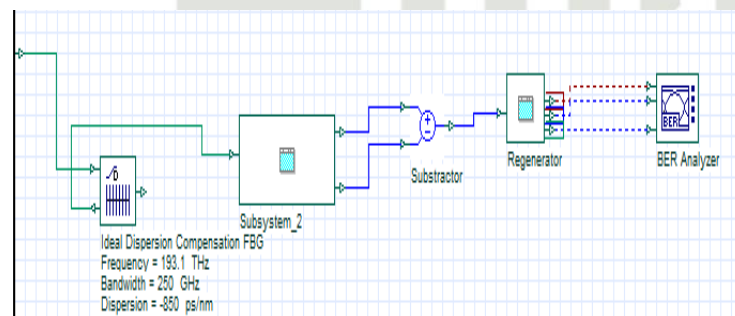 BER
Regenerator
BER Analyzer
Substractor
Subsystem_2
Ideal Dispersion Compensation FBG
Frequency = 193.1 THz
Bandwidth = 250 GHz
Dispersion = -850 ps/nm